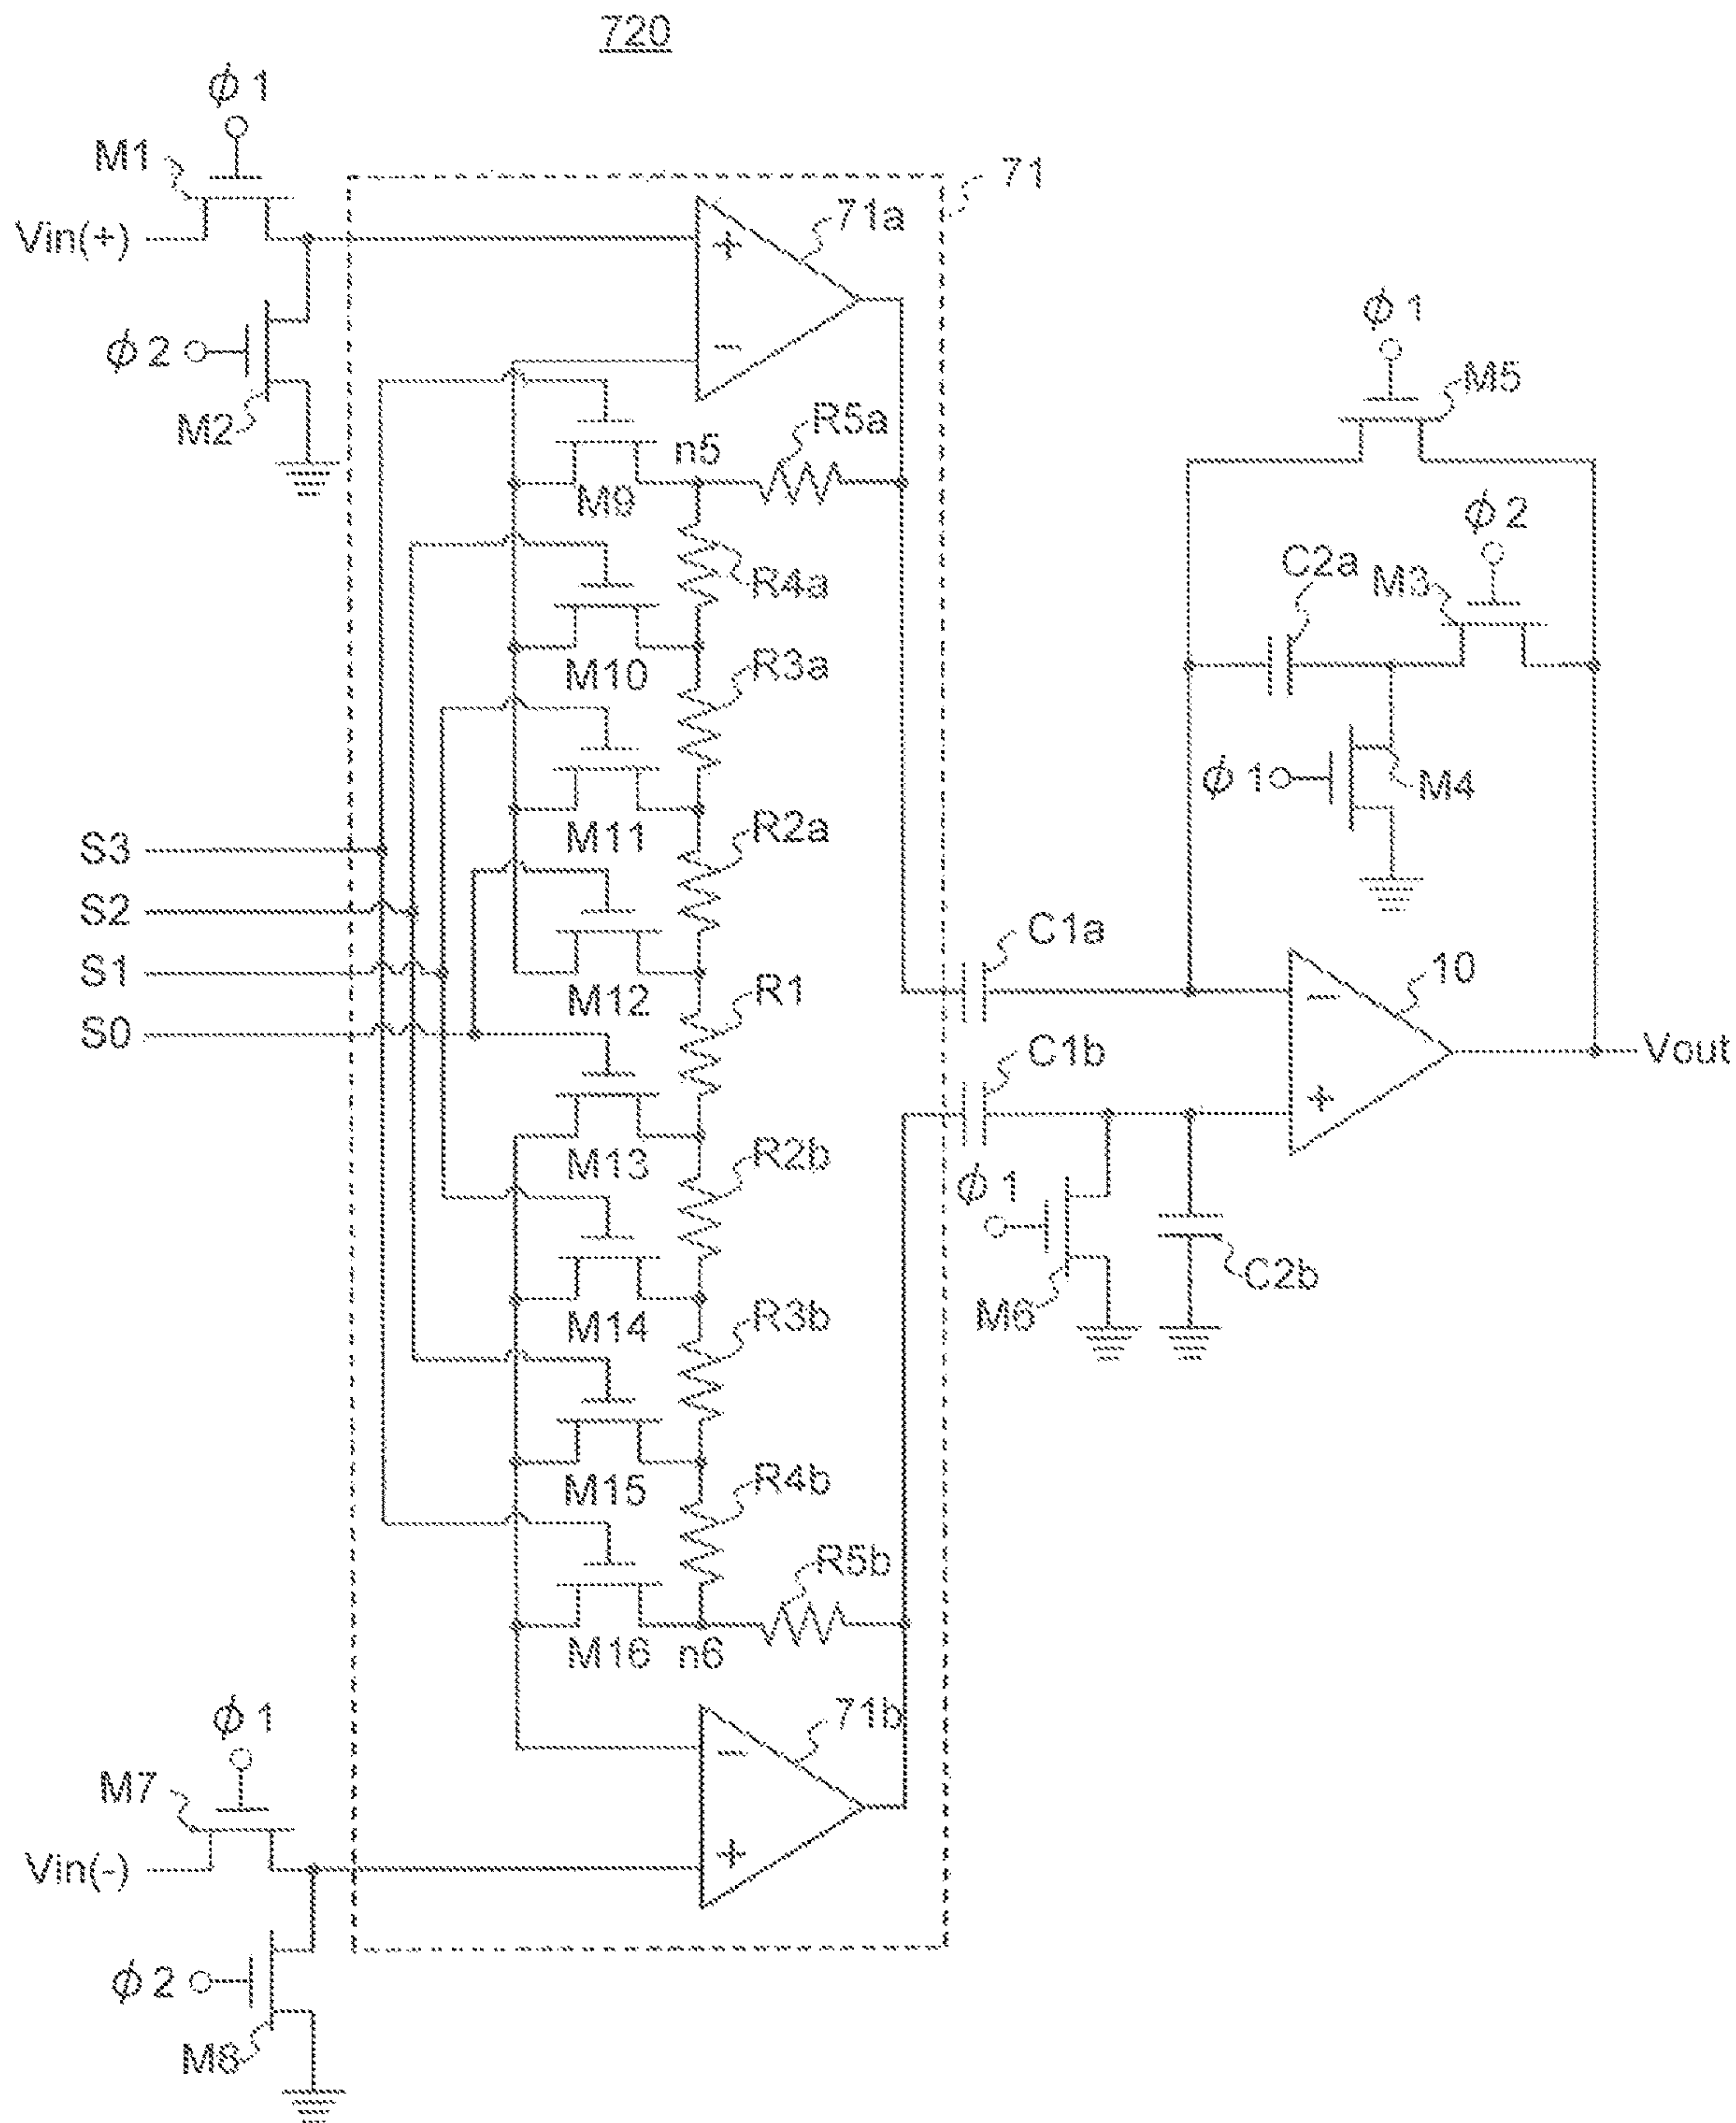 720
ϕ1
M1
71
Vin(+)
71a
+
ϕ2
M2
−
ϕ1
M5
R5a
n5
M9
ϕ2
C2a
M3
R4a
M10
R3a
ϕ1
M4
M11
R2a
S3
S2
S1
S0
M12
R1
C1a
10
−
C1b
Vout
+
M13
R2b
ϕ1
M6
C2b
M14
R3b
M15
R4b
R5b
M16
n6
ϕ1
71b
−
M7
Vin(-)
+
ϕ2
M8